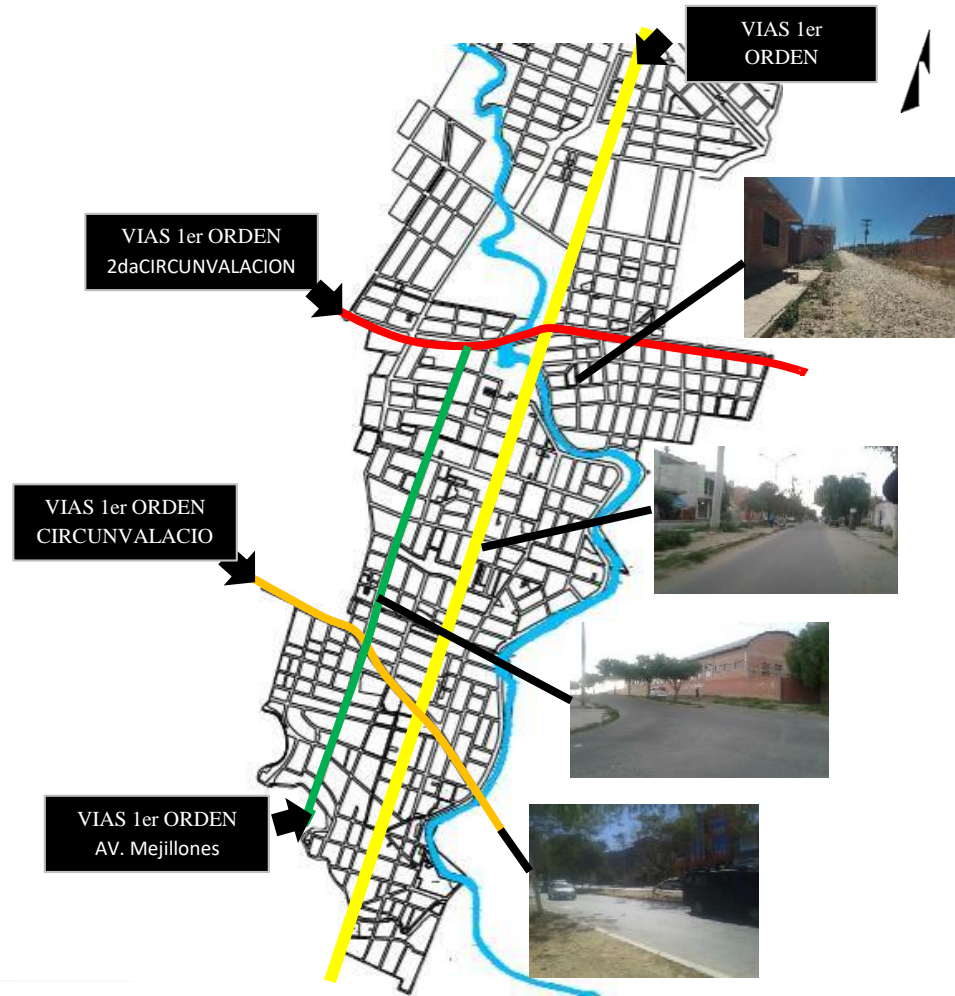 VIAS 1er
ORDEN
VIAS 1er ORDEN
2daCIRCUNVALACION
VIAS 1er ORDEN
CIRCUNVALACIO
VIAS 1er ORDEN
AV. Mejillones